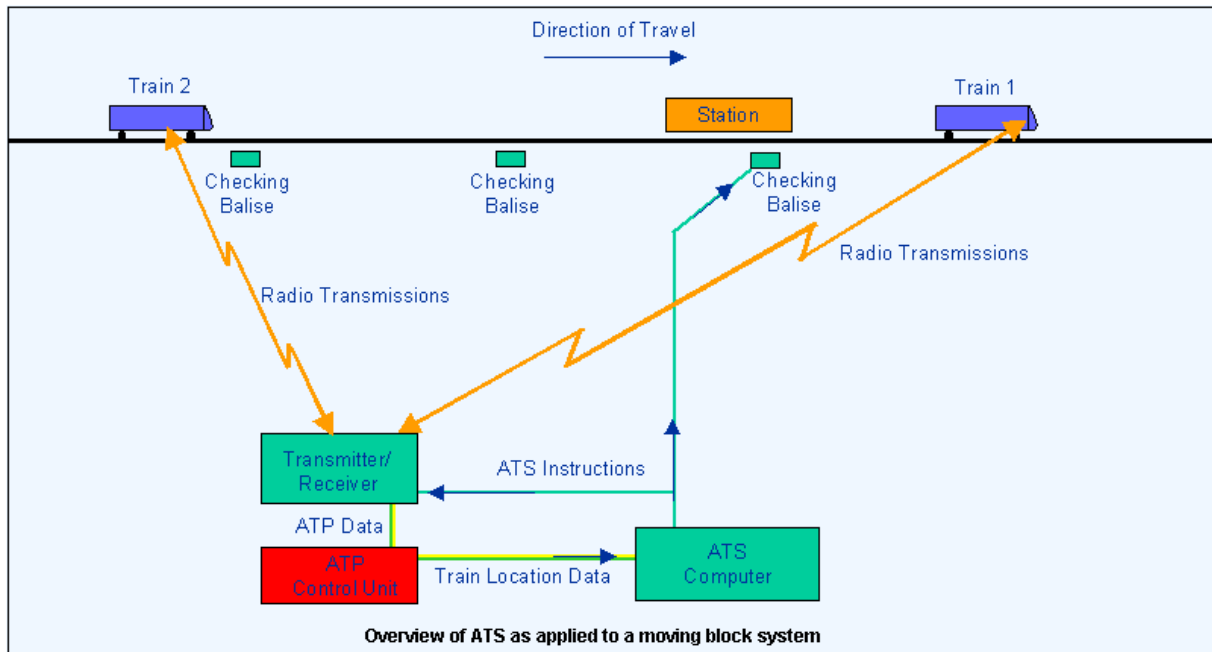 Direction of Travel
Train 2
Train 1
Station
Checking
Balise
Checking
Balise
Checking
Balise
Radio Transmissions
Radio Transmissions
Transmitter/
Receiver
ATS Instructions
ATP Data
ATP
Control Unit
Train Location Data
ATS
Computer
Overview of ATS as applied to a moving block system